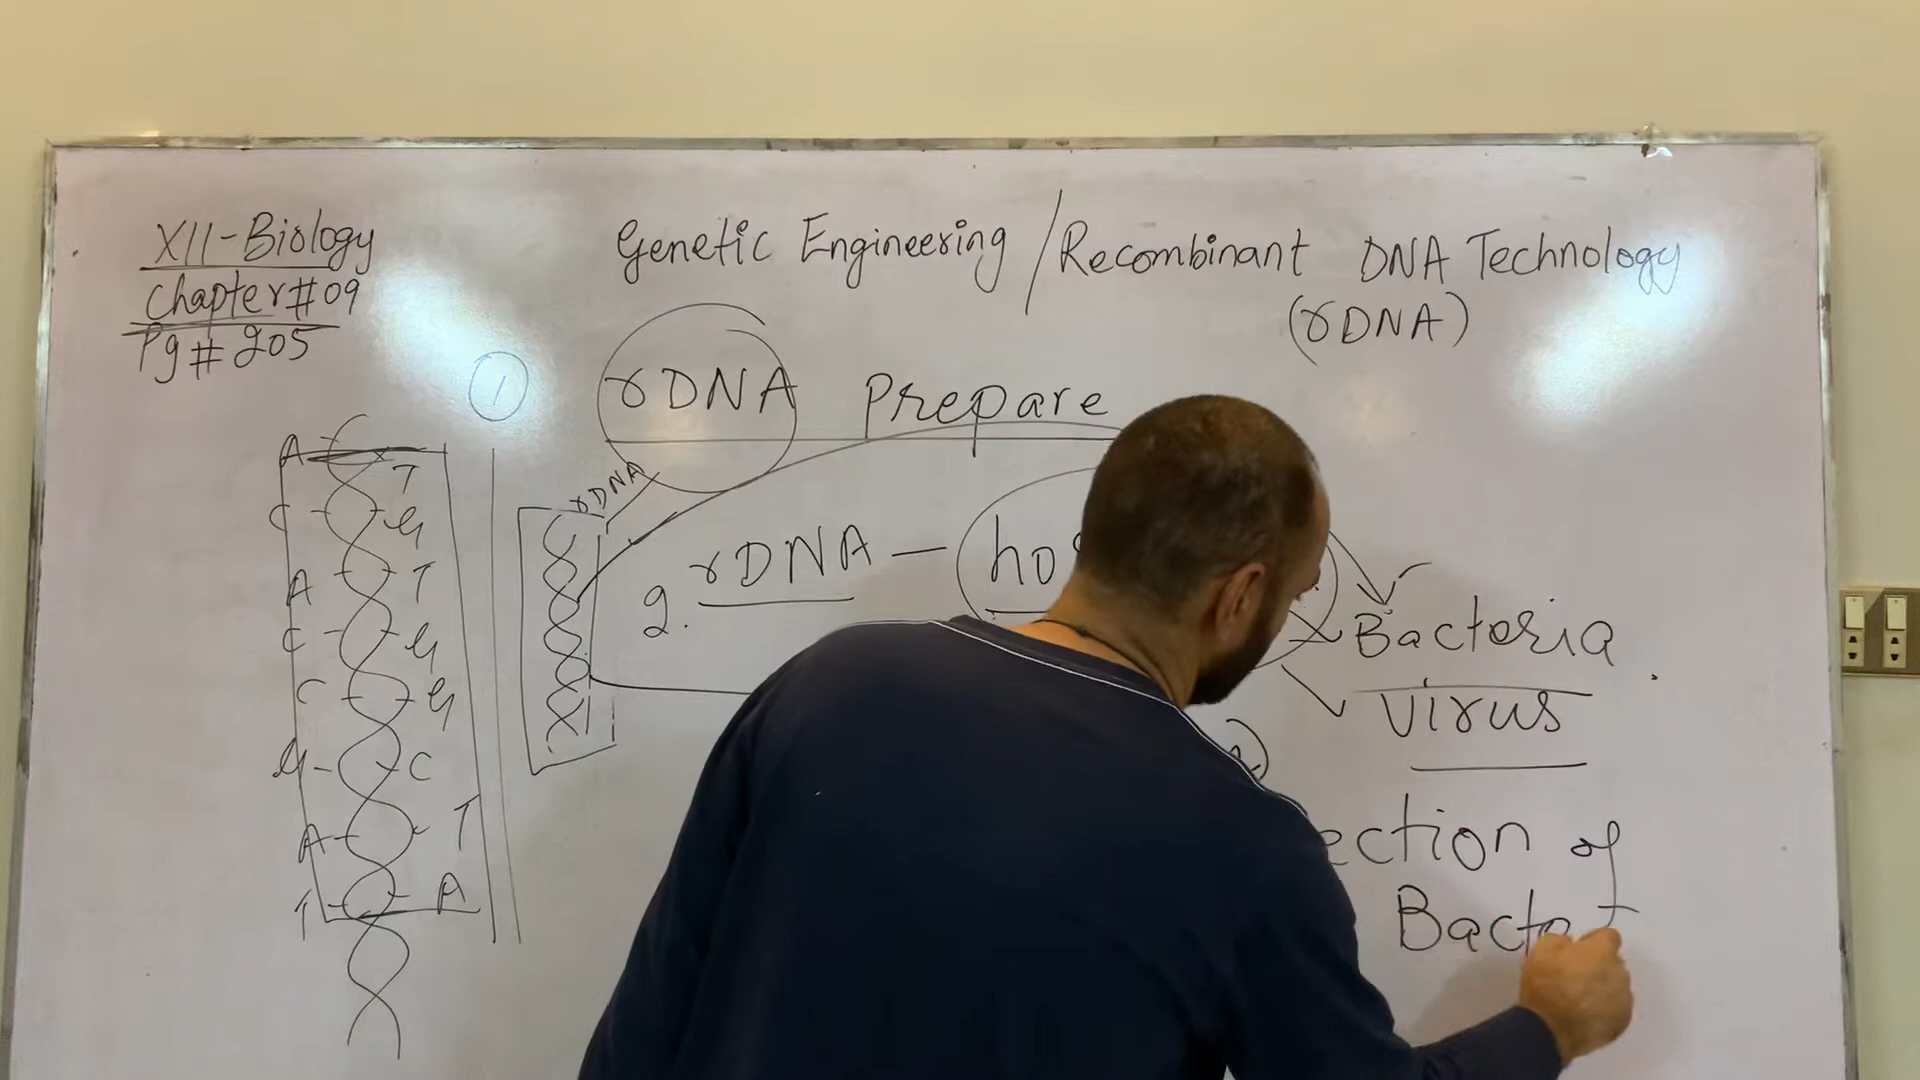 XII-Biology
Chapter#09
Pg# 205
Genetic Engineering / Recombinant DNA Technology
(rDNA)
1
rDNA Prepare
rDNA
2. rDNA — ho
Bacteria
Virus
ection of
Bacte
A T
C G
A T
C G
C G
G C
A T
T A